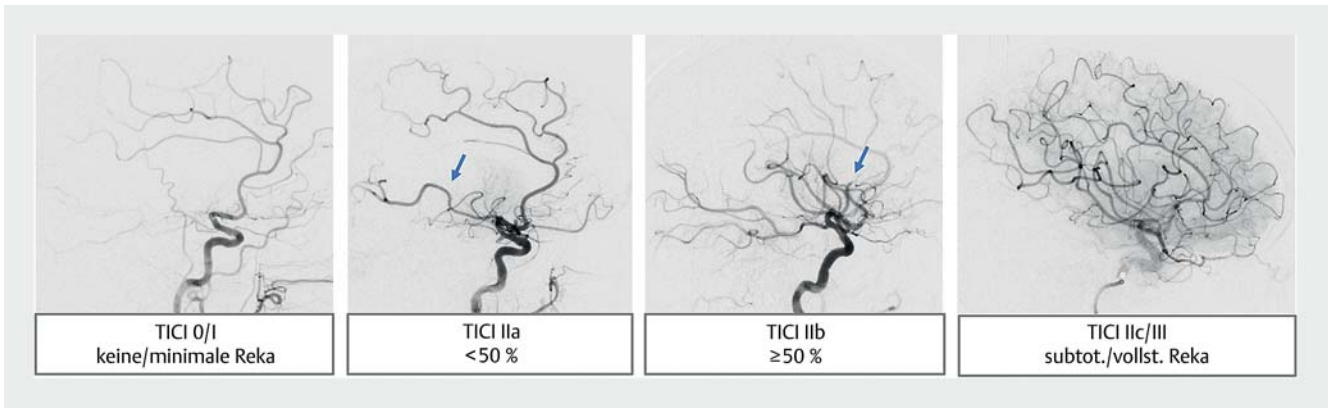 TICI 0/I
keine/minimale Reka
TICI IIa
<50 %
TICI IIb
≥50 %
TICI IIc/III
subtot./vollst. Reka